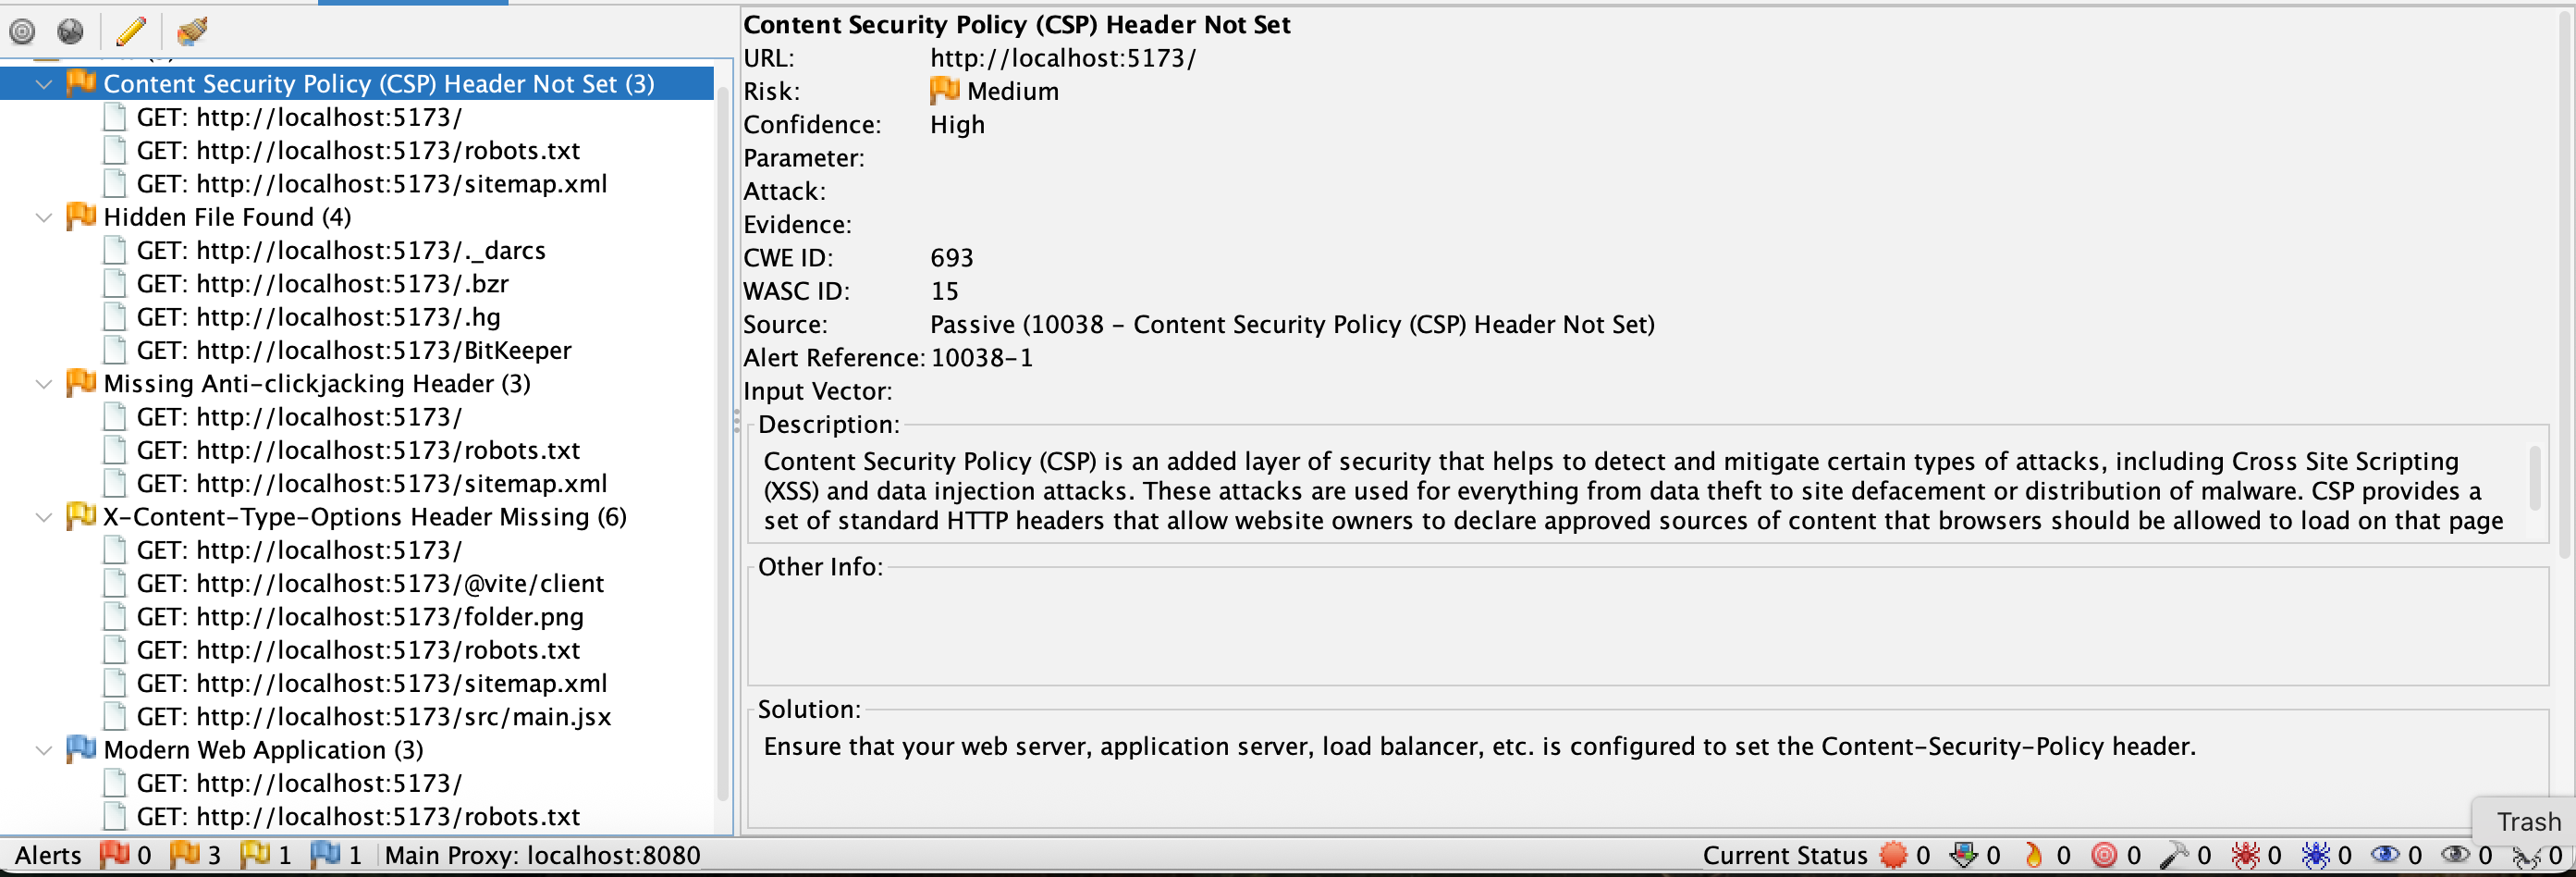 Content Security Policy (CSP) Header Not Set (3)
GET: http://localhost:5173/
GET: http://localhost:5173/robots.txt
GET: http://localhost:5173/sitemap.xml
Hidden File Found (4)
GET: http://localhost:5173/._darcs
GET: http://localhost:5173/.bzr
GET: http://localhost:5173/.hg
GET: http://localhost:5173/BitKeeper
Missing Anti-clickjacking Header (3)
GET: http://localhost:5173/
GET: http://localhost:5173/robots.txt
GET: http://localhost:5173/sitemap.xml
X-Content-Type-Options Header Missing (6)
GET: http://localhost:5173/
GET: http://localhost:5173/@vite/client
GET: http://localhost:5173/folder.png
GET: http://localhost:5173/robots.txt
GET: http://localhost:5173/sitemap.xml
GET: http://localhost:5173/src/main.jsx
Modern Web Application (3)
GET: http://localhost:5173/
GET: http://localhost:5173/robots.txt
Content Security Policy (CSP) Header Not Set
URL: http://localhost:5173/
Risk: Medium
Confidence: High
Parameter:
Attack:
Evidence:
CWE ID: 693
WASC ID: 15
Source: Passive (10038 - Content Security Policy (CSP) Header Not Set)
Alert Reference: 10038-1
Input Vector:
Description:
Content Security Policy (CSP) is an added layer of security that helps to detect and mitigate certain types of attacks, including Cross Site Scripting
(XSS) and data injection attacks. These attacks are used for everything from data theft to site defacement or distribution of malware. CSP provides a
set of standard HTTP headers that allow website owners to declare approved sources of content that browsers should be allowed to load on that page
Other Info:
Solution:
Ensure that your web server, application server, load balancer, etc. is configured to set the Content-Security-Policy header.
Trash
Alerts 0 3 1 1 Main Proxy: localhost:8080
Current Status 0 0 0 0 0 0 0 0 0 0